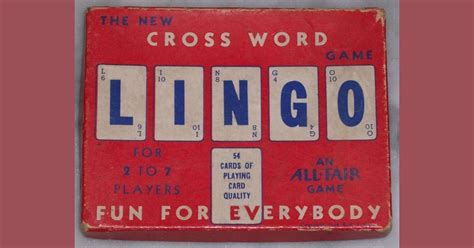 THE NEW
CROSS WORD
GAME
L I N G O
FOR
2 TO 7
PLAYERS
54
CARDS OF
PLAYING
CARD
QUALITY
AN
ALL-FAIR
GAME
FUN FOR EVERYBODY